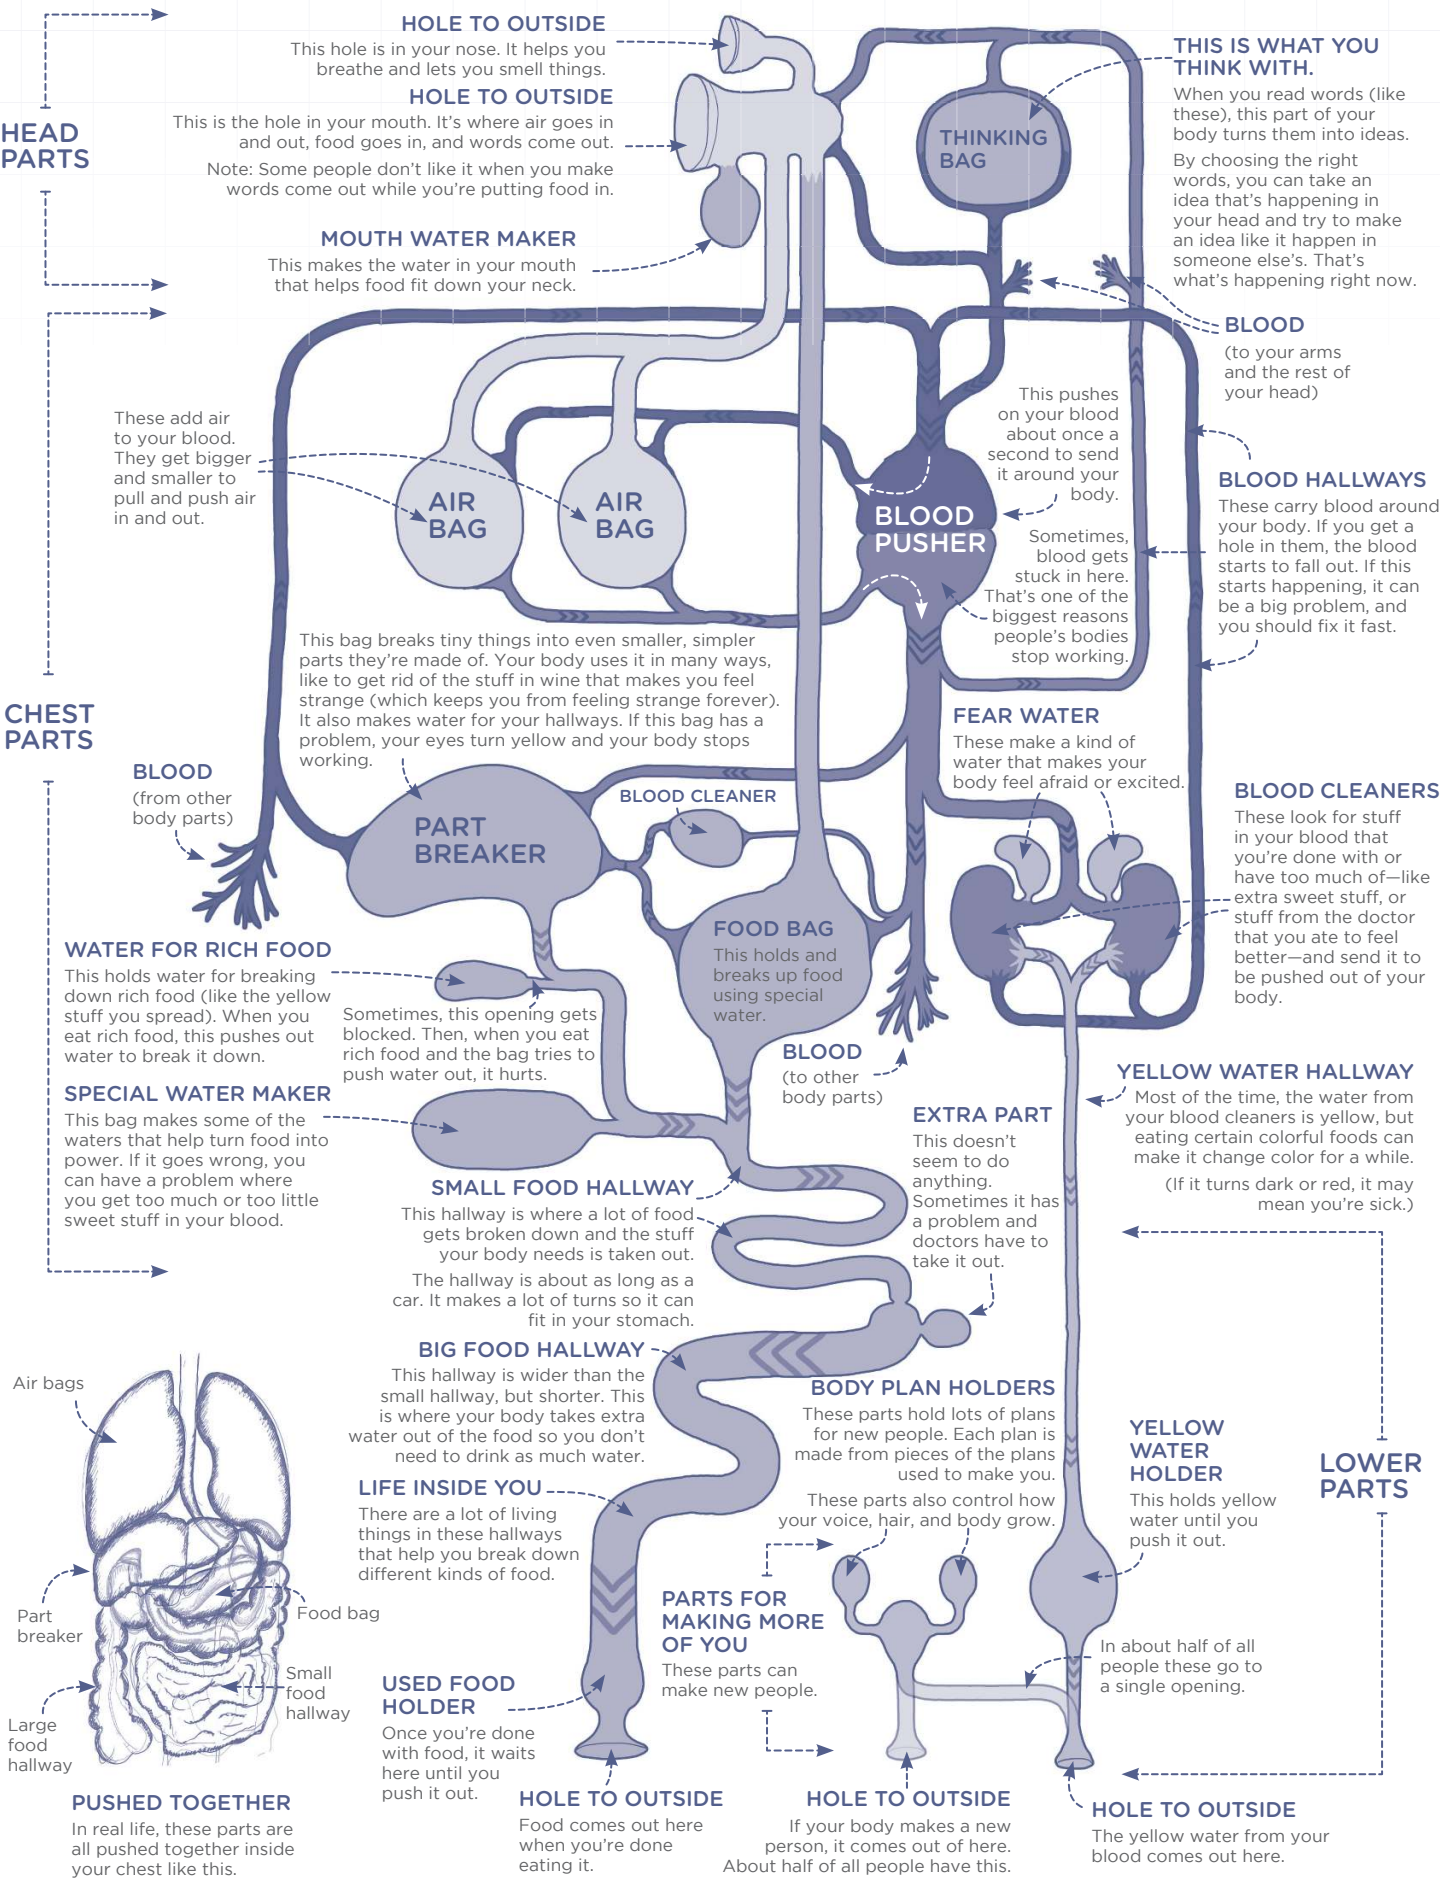 HOLE TO OUTSIDE
This hole is in your nose. It helps you
breathe and lets you smell things.
HOLE TO OUTSIDE
This is the hole in your mouth. It’s where air goes in
and out, food goes in, and words come out.
Note: Some people don’t like it when you make
words come out while you’re putting food in.
MOUTH WATER MAKER
This makes the water in your mouth
that helps food fit down your neck.
HEAD
PARTS
THINKING
BAG
THIS IS WHAT YOU
THINK WITH.
When you read words (like
these), this part of your
body turns them into ideas.
By choosing the right
words, you can take an
idea that’s happening in
your head and try to make
an idea like it happen in
someone else’s. That’s
what’s happening right now.
BLOOD
(to your arms
and the rest of
your head)
These add air
to your blood.
They get bigger
and smaller to
pull and push air
in and out.
AIR
BAG
AIR
BAG
BLOOD
PUSHER
This pushes
on your blood
about once a
second to send
it around your
body.
Sometimes,
blood gets
stuck in here.
That’s one of the
biggest reasons
people’s bodies
stop working.
BLOOD HALLWAYS
These carry blood around
your body. If you get a
hole in them, the blood
starts to fall out. If this
starts happening, it can
be a big problem, and
you should fix it fast.
CHEST
PARTS
This bag breaks tiny things into even smaller, simpler
parts they’re made of. Your body uses it in many ways,
like to get rid of the stuff in wine that makes you feel
strange (which keeps you from feeling strange forever).
It also makes water for your hallways. If this bag has a
problem, your eyes turn yellow and your body stops
working.
BLOOD
(from other
body parts)
PART
BREAKER
BLOOD CLEANER
FEAR WATER
These make a kind of
water that makes your
body feel afraid or excited.
BLOOD CLEANERS
These look for stuff
in your blood that
you’re done with or
have too much of—like
extra sweet stuff, or
stuff from the doctor
that you ate to feel
better—and send it to
be pushed out of your
body.
FOOD BAG
This holds and
breaks up food
using special
water.
WATER FOR RICH FOOD
This holds water for breaking
down rich food (like the yellow
stuff you spread). When you
eat rich food, this pushes out
water to break it down.
Sometimes, this opening gets
blocked. Then, when you eat
rich food and the bag tries to
push water out, it hurts.
BLOOD
(to other
body parts)
SPECIAL WATER MAKER
This bag makes some of the
waters that help turn food into
power. If it goes wrong, you
can have a problem where
you get too much or too little
sweet stuff in your blood.
YELLOW WATER HALLWAY
Most of the time, the water from
your blood cleaners is yellow, but
eating certain colorful foods can
make it change color for a while.
(If it turns dark or red, it may
mean you’re sick.)
EXTRA PART
This doesn’t
seem to do
anything.
Sometimes it has
a problem and
doctors have to
take it out.
SMALL FOOD HALLWAY
This hallway is where a lot of food
gets broken down and the stuff
your body needs is taken out.
The hallway is about as long as a
car. It makes a lot of turns so it can
fit in your stomach.
BIG FOOD HALLWAY
This hallway is wider than the
small hallway, but shorter. This
is where your body takes extra
water out of the food so you don’t
need to drink as much water.
LIFE INSIDE YOU
There are a lot of living
things in these hallways
that help you break down
different kinds of food.
BODY PLAN HOLDERS
These parts hold lots of plans
for new people. Each plan is
made from pieces of the plans
used to make you.
These parts also control how
your voice, hair, and body grow.
YELLOW
WATER
HOLDER
This holds yellow
water until you
push it out.
LOWER
PARTS
PARTS FOR
MAKING MORE
OF YOU
These parts can
make new people.
In about half of all
people these go to
a single opening.
USED FOOD
HOLDER
Once you’re done
with food, it waits
here until you
push it out.
HOLE TO OUTSIDE
Food comes out here
when you’re done
eating it.
HOLE TO OUTSIDE
If your body makes a new
person, it comes out of here.
About half of all people have this.
HOLE TO OUTSIDE
The yellow water from your
blood comes out here.
Air bags
Part
breaker
Food bag
Small
food
hallway
Large
food
hallway
PUSHED TOGETHER
In real life, these parts are
all pushed together inside
your chest like this.